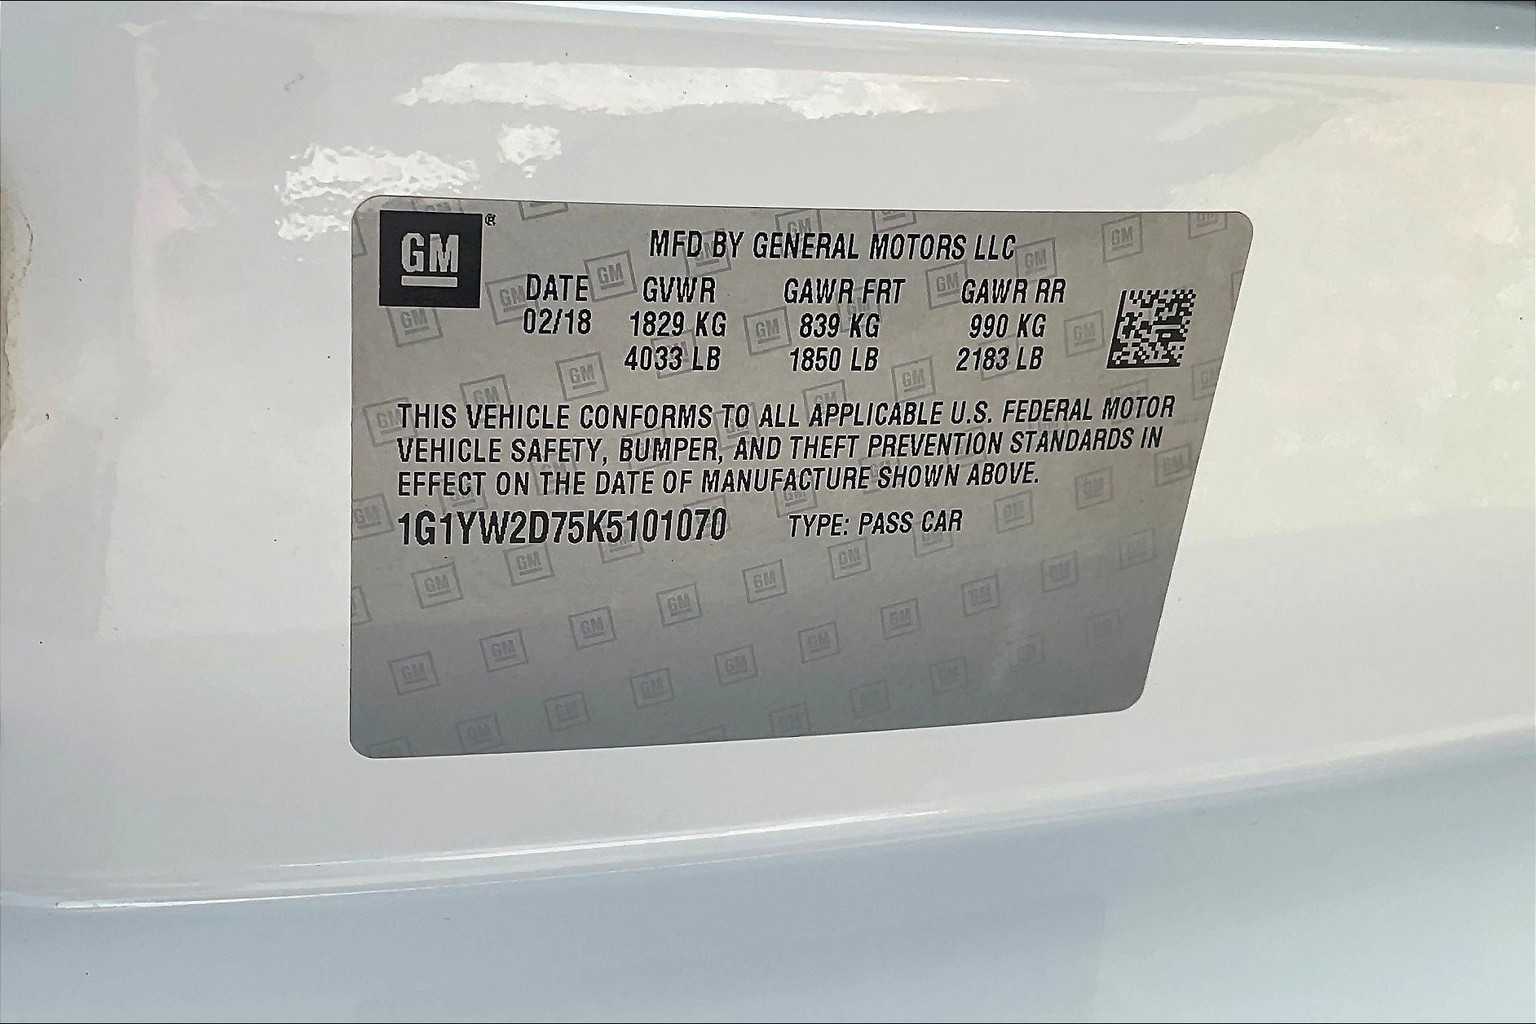 GM ®
MFD BY GENERAL MOTORS LLC
DATE GVWR GAWR FRT GAWR RR
02/18 1829 KG 839 KG 990 KG
4033 LB 1850 LB 2183 LB
THIS VEHICLE CONFORMS TO ALL APPLICABLE U.S. FEDERAL MOTOR
VEHICLE SAFETY, BUMPER, AND THEFT PREVENTION STANDARDS IN
EFFECT ON THE DATE OF MANUFACTURE SHOWN ABOVE.
1G1YW2D75K5101070 TYPE: PASS CAR